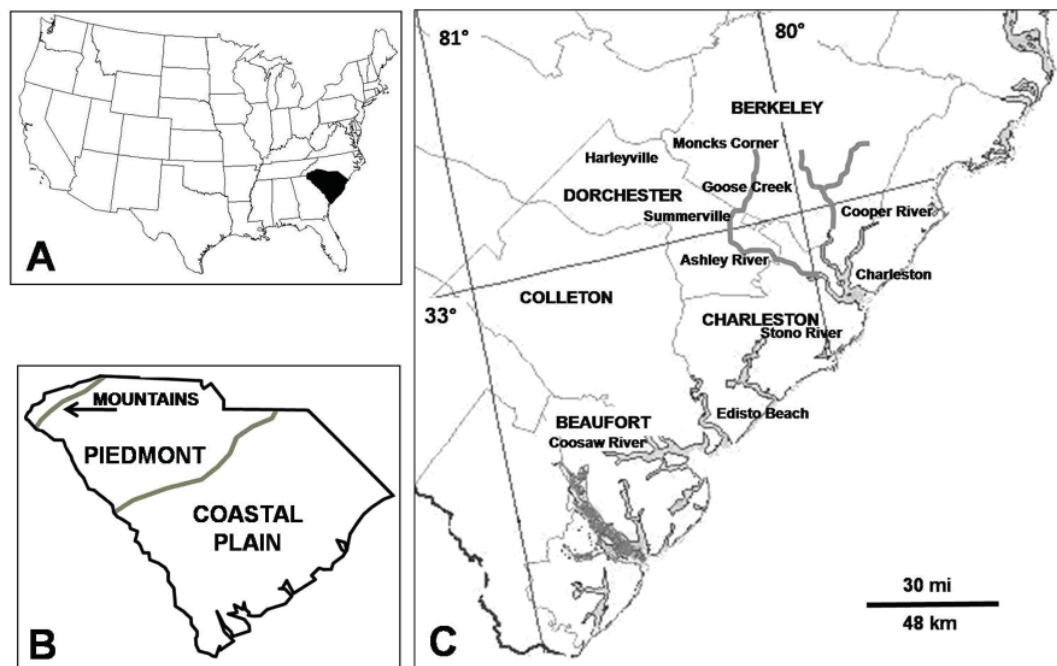 A
MOUNTAINS
PIEDMONT
COASTAL
PLAIN
B
81°
80°
BERKELEY
Moncks Corner
Harleyville
Goose Creek
DORCHESTER
Summerville
Cooper River
Ashley River
Charleston
COLLETON
33°
CHARLESTON
Stono River
Edisto Beach
BEAUFORT
Coosaw River
30 mi
48 km
C